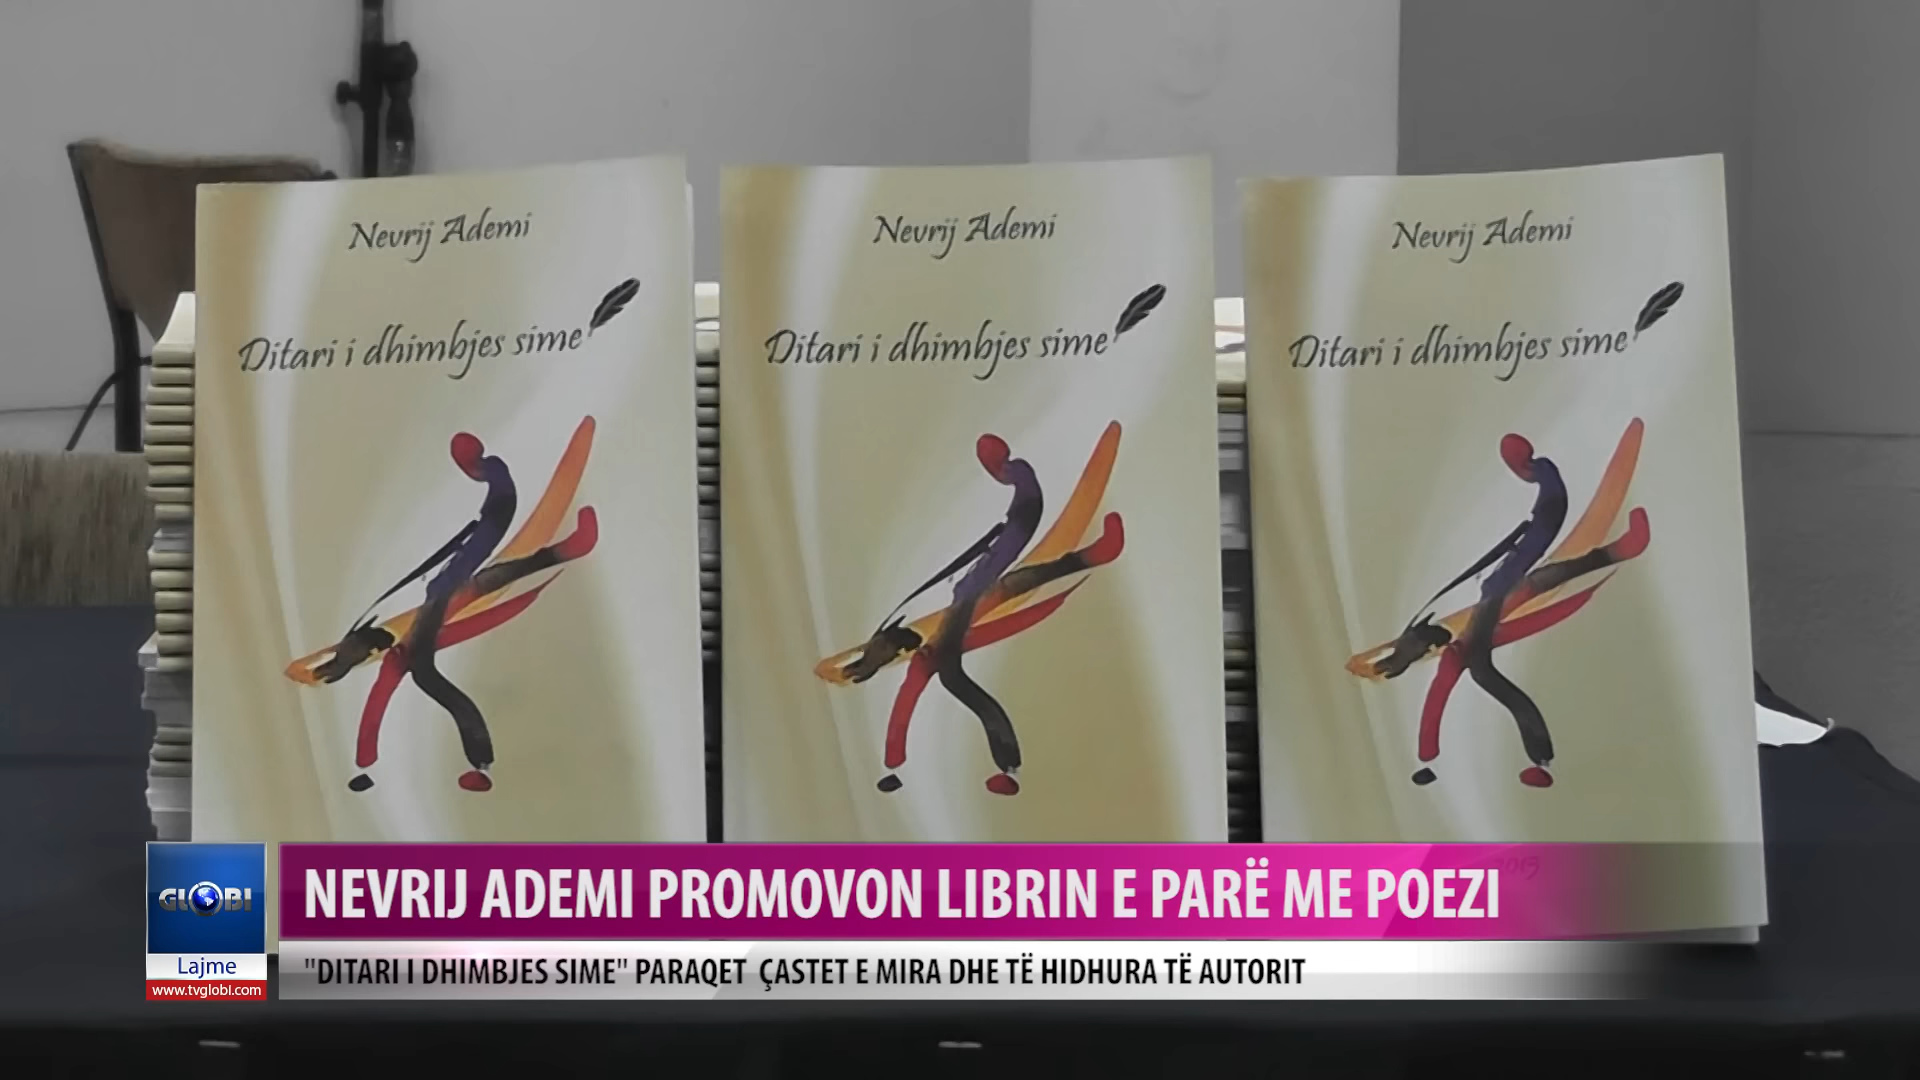 Nevrij Ademi
Ditari i dhimbjes sime
Nevrij Ademi
Ditari i dhimbjes sime
Nevrij Ademi
Ditari i dhimbjes sime
GLOBI
Lajme
www.tvglobi.com
NEVRIJ ADEMI PROMOVON LIBRIN E PARË ME POEZI
"DITARI I DHIMBJES SIME" PARAQET ÇASTET E MIRA DHE TË HIDHURA TË AUTORIT